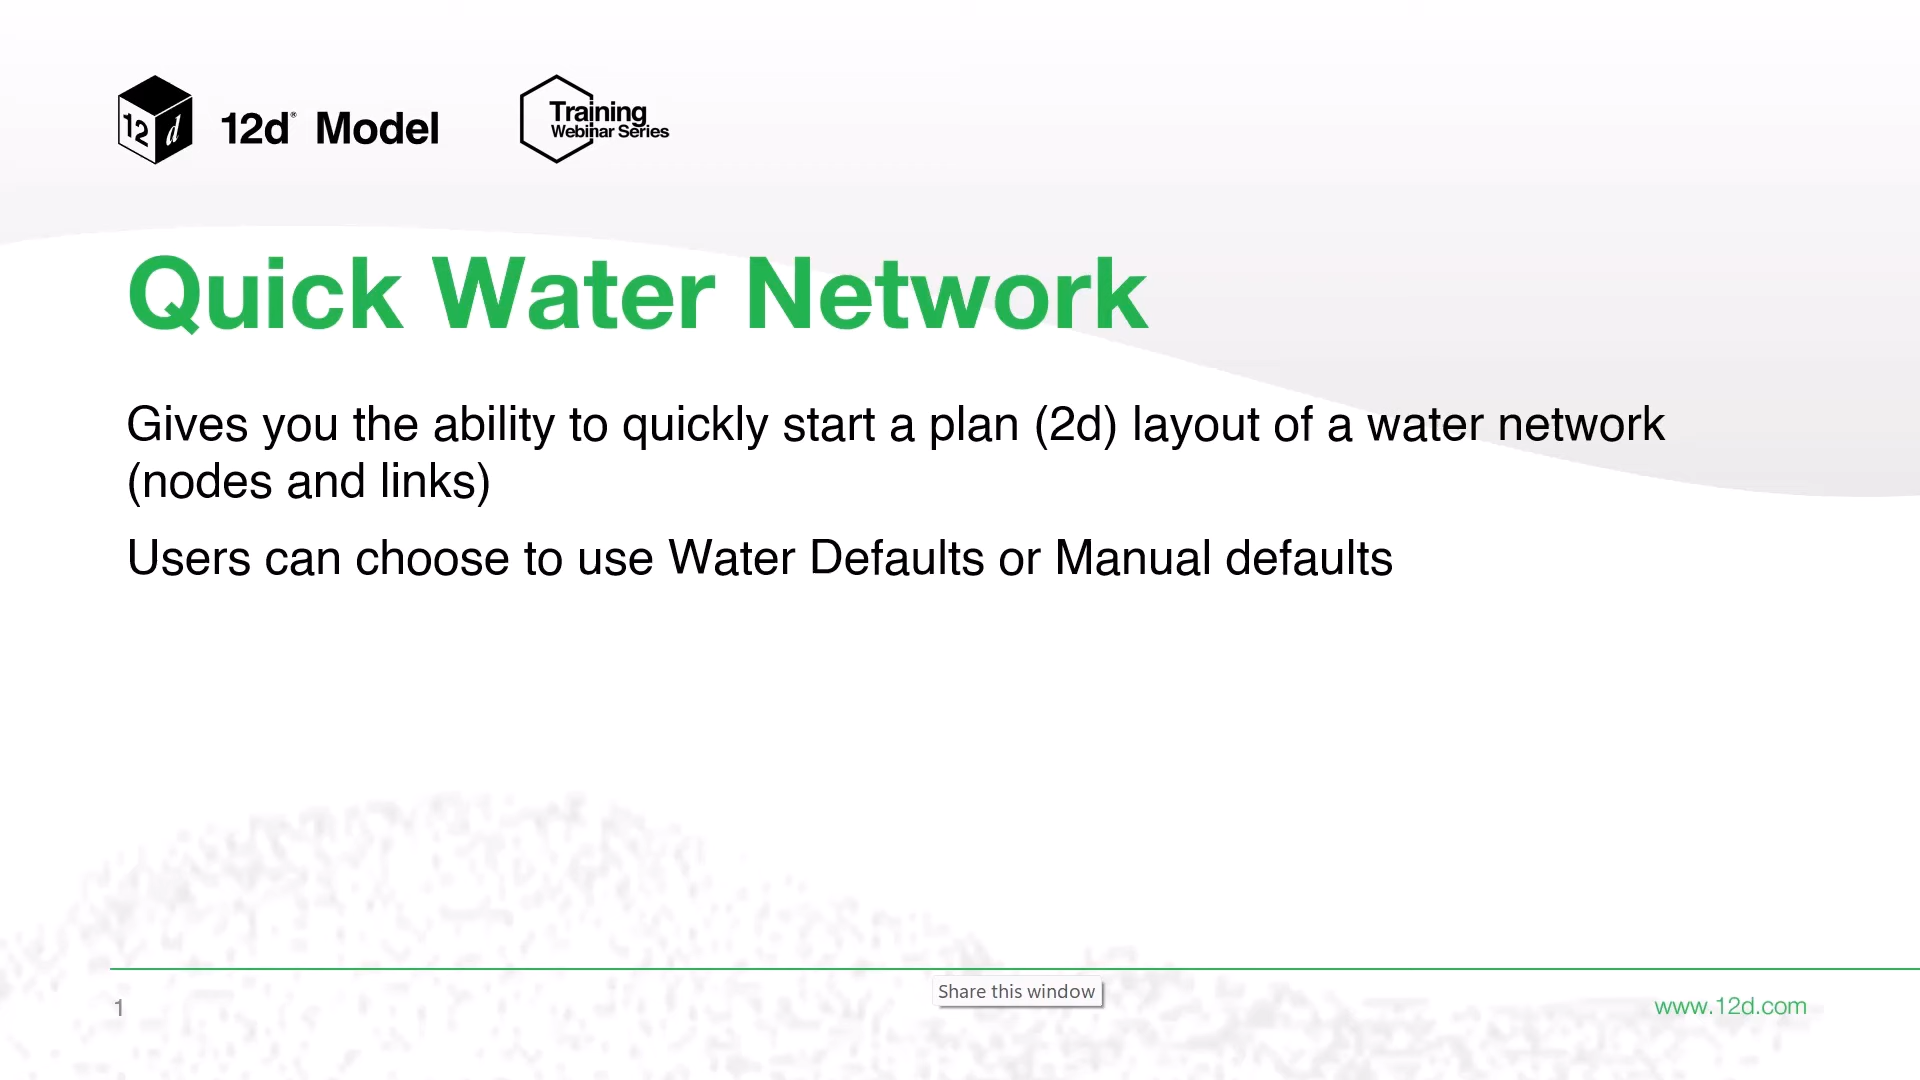 12d
12d® Model
Training
Webinar Series
Quick Water Network
Gives you the ability to quickly start a plan (2d) layout of a water network
(nodes and links)
Users can choose to use Water Defaults or Manual defaults
Share this window
1
www.12d.com